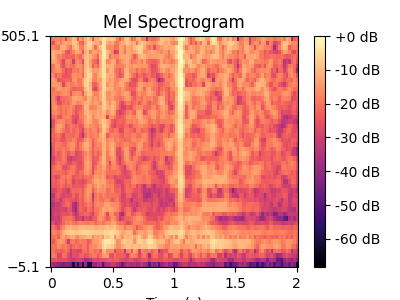 Mel Spectrogram
505.1
−5.1
0
0.5
1
1.5
2
+0 dB
-10 dB
-20 dB
-30 dB
-40 dB
-50 dB
-60 dB